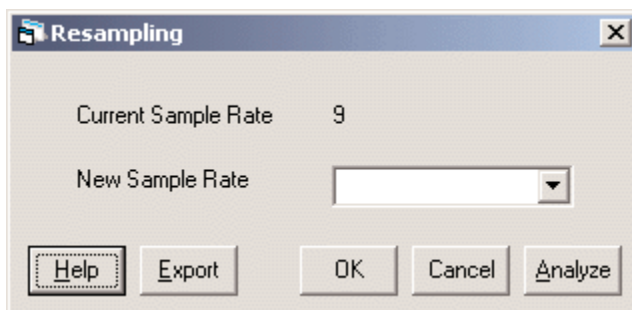 Resampling
Current Sample Rate 9
New Sample Rate
Help Export OK Cancel Analyze